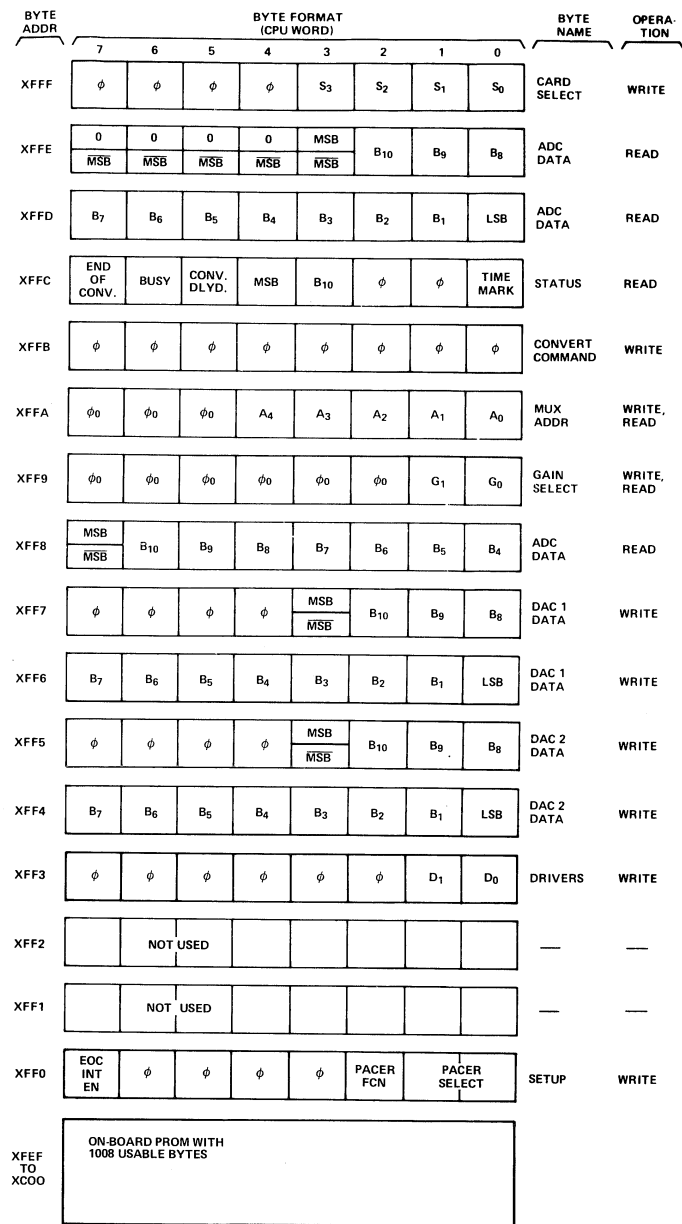 BYTE ADDR BYTE FORMAT (CPU WORD) BYTE NAME OPERA-TION
7 6 5 4 3 2 1 0
XFFF φ φ φ φ S3 S2 S1 S0 CARD SELECT WRITE
XFFE 0 0 0 0 MSB B10 B9 B8 ADC DATA READ
M̅S̅B̅ M̅S̅B̅ M̅S̅B̅ M̅S̅B̅ M̅S̅B̅
XFFD B7 B6 B5 B4 B3 B2 B1 LSB ADC DATA READ
XFFC END OF CONV. BUSY CONV. DLYD. MSB B10 φ φ TIME MARK STATUS READ
XFFB φ φ φ φ φ φ φ φ CONVERT COMMAND WRITE
XFFA φ0 φ0 φ0 A4 A3 A2 A1 A0 MUX ADDR WRITE, READ
XFF9 φ0 φ0 φ0 φ0 φ0 φ0 G1 G0 GAIN SELECT WRITE, READ
XFF8 MSB B10 B9 B8 B7 B6 B5 B4 ADC DATA READ
M̅S̅B̅
XFF7 φ φ φ φ MSB B10 B9 B8 DAC 1 DATA WRITE
M̅S̅B̅
XFF6 B7 B6 B5 B4 B3 B2 B1 LSB DAC 1 DATA WRITE
XFF5 φ φ φ φ MSB B10 B9 B8 DAC 2 DATA WRITE
M̅S̅B̅
XFF4 B7 B6 B5 B4 B3 B2 B1 LSB DAC 2 DATA WRITE
XFF3 φ φ φ φ φ φ D1 D0 DRIVERS WRITE
XFF2 NOT USED — —
XFF1 NOT USED — —
XFF0 EOC INT EN φ φ φ φ PACER FCN PACER SELECT SETUP WRITE
XFEF TO XCOO ON-BOARD PROM WITH
1008 USABLE BYTES